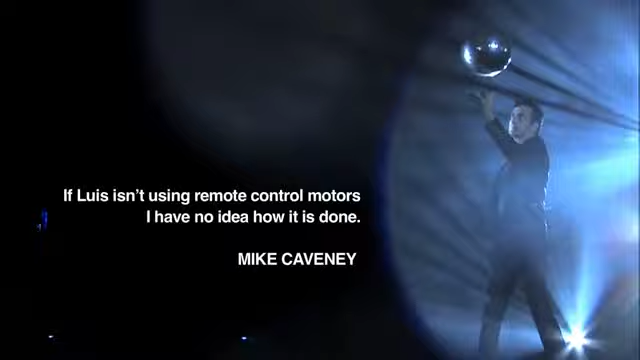 If Luis isn't using remote control motors
I have no idea how it is done.
MIKE CAVENEY